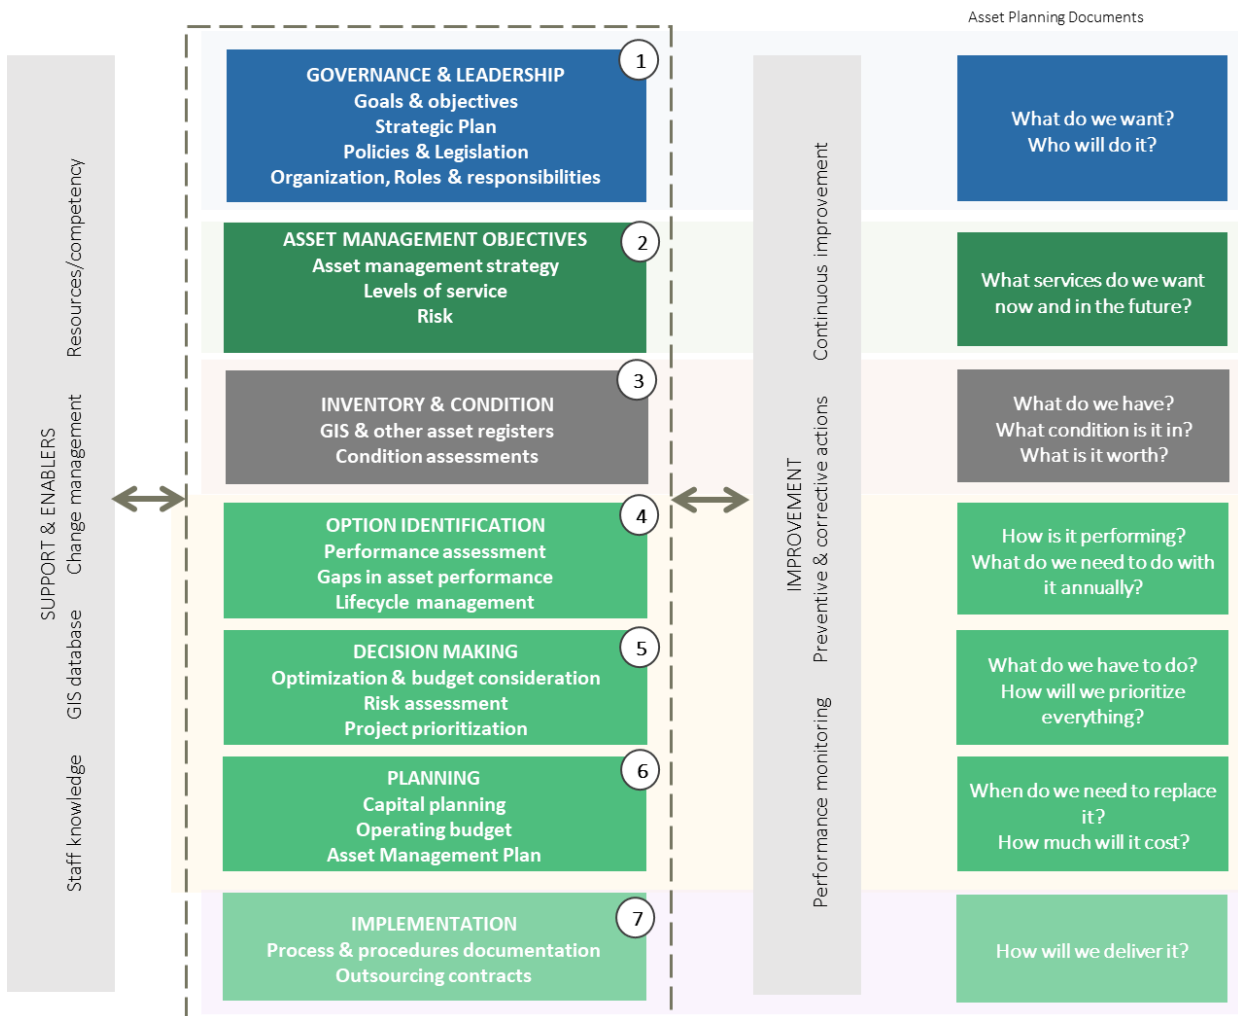 Asset Planning Documents
SUPPORT & ENABLERS
Staff knowledge GIS database Change management Resources/competency
1
GOVERNANCE & LEADERSHIP
Goals & objectives
Strategic Plan
Policies & Legislation
Organization, Roles & responsibilities
2
ASSET MANAGEMENT OBJECTIVES
Asset management strategy
Levels of service
Risk
3
INVENTORY & CONDITION
GIS & other asset registers
Condition assessments
4
OPTION IDENTIFICATION
Performance assessment
Gaps in asset performance
Lifecycle management
5
DECISION MAKING
Optimization & budget consideration
Risk assessment
Project prioritization
6
PLANNING
Capital planning
Operating budget
Asset Management Plan
7
IMPLEMENTATION
Process & procedures documentation
Outsourcing contracts
IMPROVEMENT
Performance monitoring Preventive & corrective actions Continuous improvement
What do we want?
Who will do it?
What services do we want
now and in the future?
What do we have?
What condition is it in?
What is it worth?
How is it performing?
What do we need to do with
it annually?
What do we have to do?
How will we prioritize
everything?
When do we need to replace
it?
How much will it cost?
How will we deliver it?